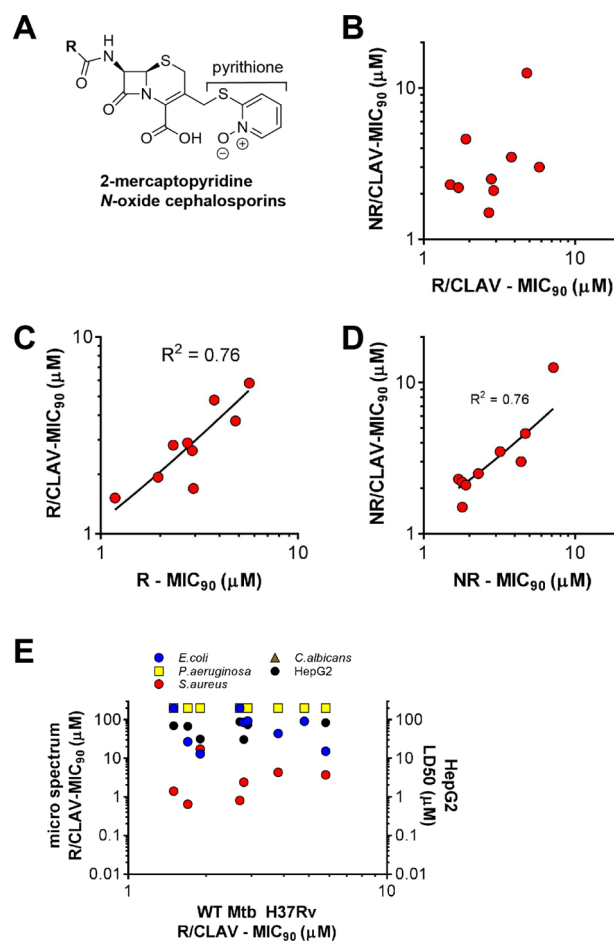 A
R
H
N
H
S
pyrithione
O
N
S
O
OH
O
N
⊖
⊕
2-mercaptopyridine
N-oxide cephalosporins
B
NR/CLAV-MIC90 (μM)
10
1
1
10
R/CLAV - MIC90 (μM)
C
R² = 0.76
R/CLAV-MIC90 (μM)
10
1
1
10
R - MIC90 (μM)
D
R² = 0.76
NR/CLAV-MIC90 (μM)
10
1
1
10
NR - MIC90 (μM)
E
E.coli
C.albicans
P.aeruginosa
HepG2
S.aureus
micro spectrum
R/CLAV-MIC90 (μM)
100
10
1
0.1
0.01
100
10
1
0.1
0.01
HepG2
LD50 (μM)
1
10
WT Mtb H37Rv
R/CLAV - MIC90 (μM)